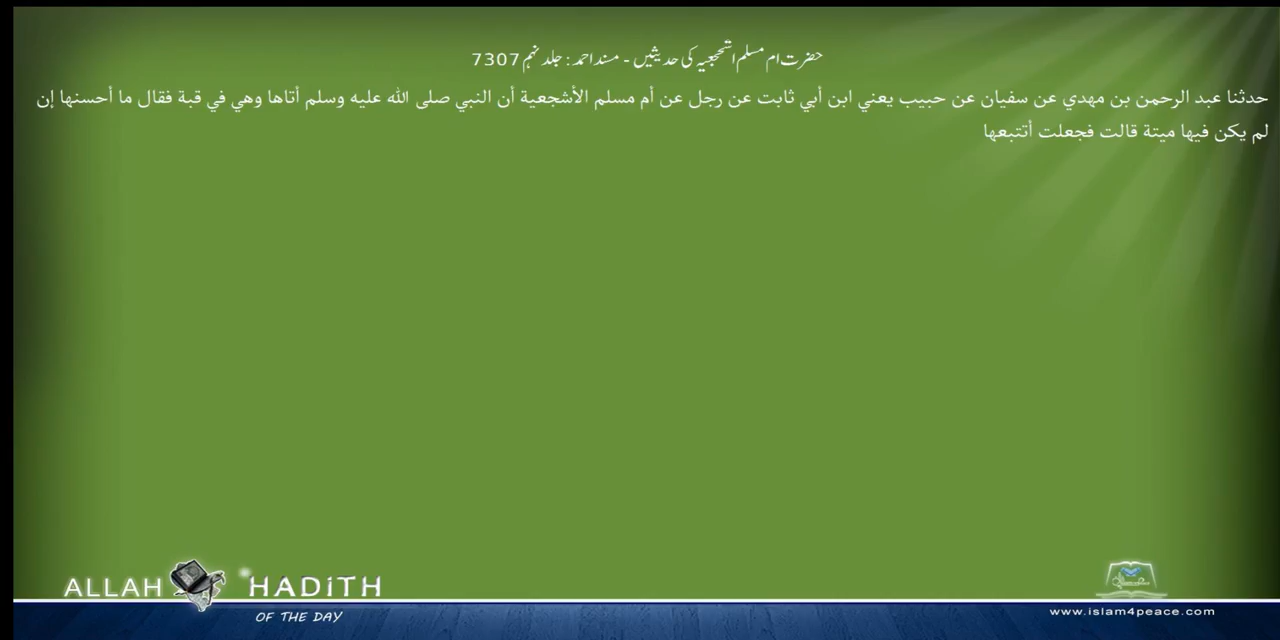 حضرت ام مسلم اشجعیہ کی حدیثیں - مسند احمد : جلد نہم 7307
حدثنا عبد الرحمن بن مهدي عن سفيان عن حبيب يعني ابن أبي ثابت عن رجل عن أم مسلم الأشجعية أن النبي صلى الله عليه وسلم أتاها وهي في قبة فقال ما أحسنها إن
لم يكن فيها ميتة قالت فجعلت أتتبعها
ALLAH HADITH
OF THE DAY
www.islam4peace.com